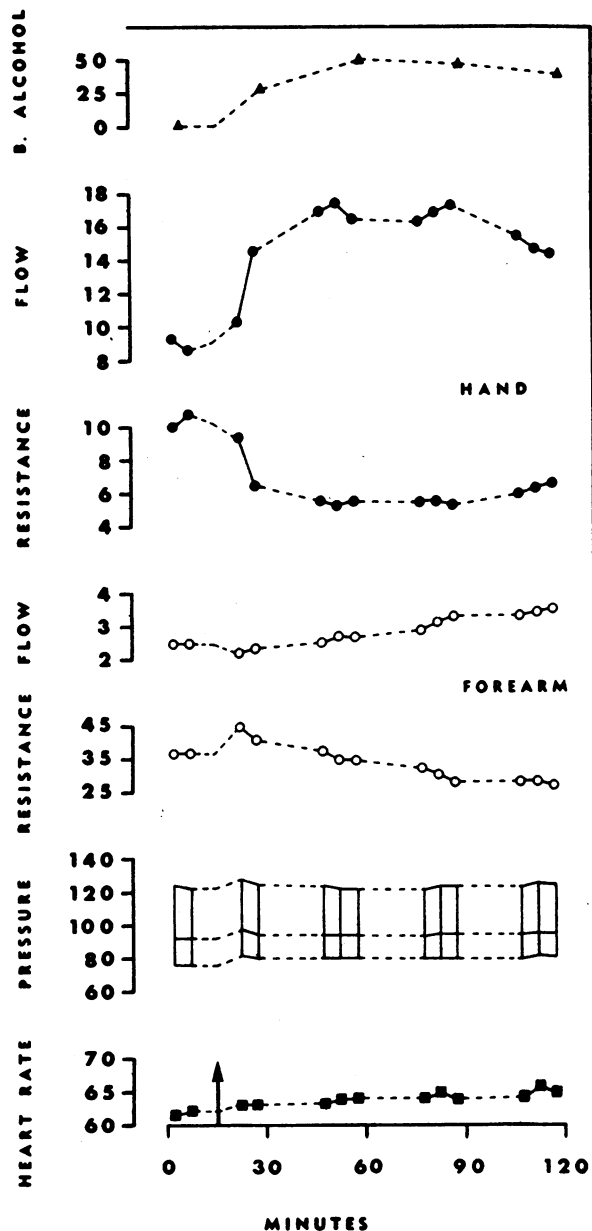 B. ALCOHOL
50
25
0
FLOW
18
16
14
12
10
8
HAND
RESISTANCE
10
8
6
4
FLOW
4
3
2
FOREARM
RESISTANCE
45
35
25
PRESSURE
140
120
100
80
60
HEART RATE
70
65
60
0 30 60 90 120
MINUTES